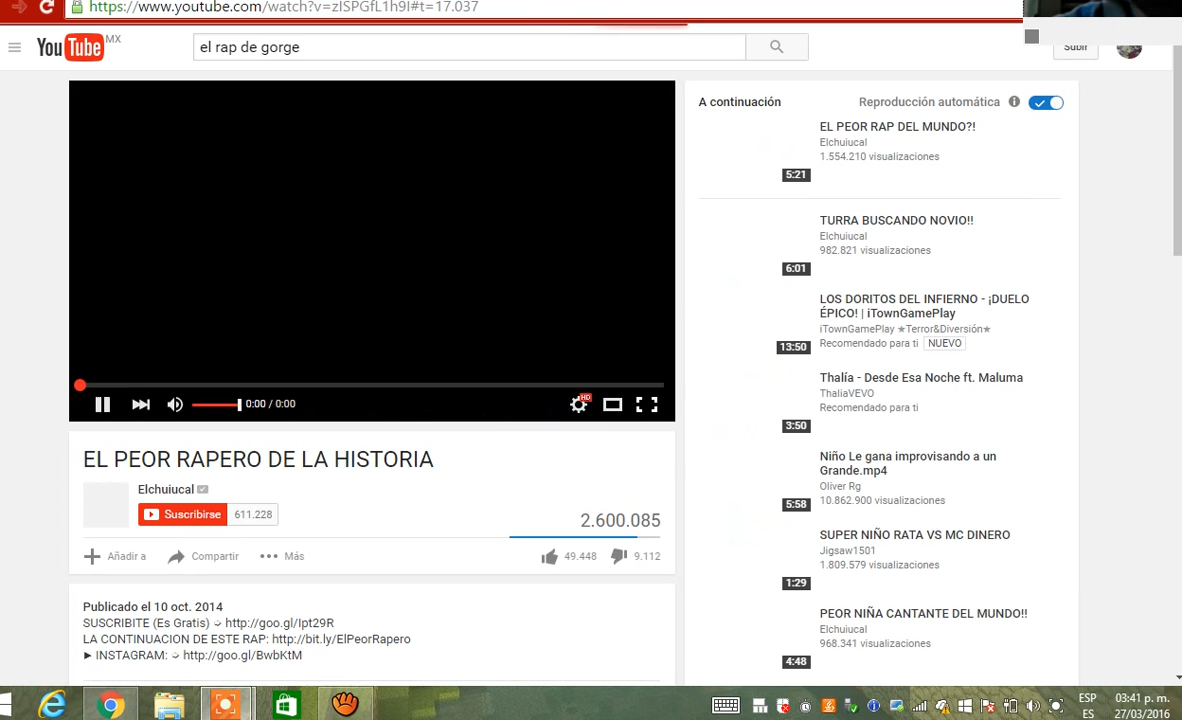 https://www.youtube.com/watch?v=zISPGfL1h9I#t=17.037
YouTube MX
el rap de gorge
Subir
0:00 / 0:00
HD
EL PEOR RAPERO DE LA HISTORIA
Elchuiucal
Suscribirse 611.228
2.600.085
Añadir a Compartir Más 49.448 9.112
Publicado el 10 oct. 2014
SUSCRIBITE (Es Gratis) http://goo.gl/Ipt29R
LA CONTINUACION DE ESTE RAP: http://bit.ly/ElPeorRapero
► INSTAGRAM: http://goo.gl/BwbKtM
A continuación Reproducción automática
EL PEOR RAP DEL MUNDO?!
Elchuiucal
1.554.210 visualizaciones
5:21
TURRA BUSCANDO NOVIO!!
Elchuiucal
982.821 visualizaciones
6:01
LOS DORITOS DEL INFIERNO - ¡DUELO
ÉPICO! | iTownGamePlay
iTownGamePlay ★Terror&Diversión★
Recomendado para ti NUEVO
13:50
Thalía - Desde Esa Noche ft. Maluma
ThaliaVEVO
Recomendado para ti
3:50
Niño Le gana improvisando a un
Grande.mp4
Oliver Rg
10.862.900 visualizaciones
5:58
SUPER NIÑO RATA VS MC DINERO
Jigsaw1501
1.809.579 visualizaciones
1:29
PEOR NIÑA CANTANTE DEL MUNDO!!
Elchuiucal
968.341 visualizaciones
4:48
ESP
ES
03:41 p. m.
27/03/2016